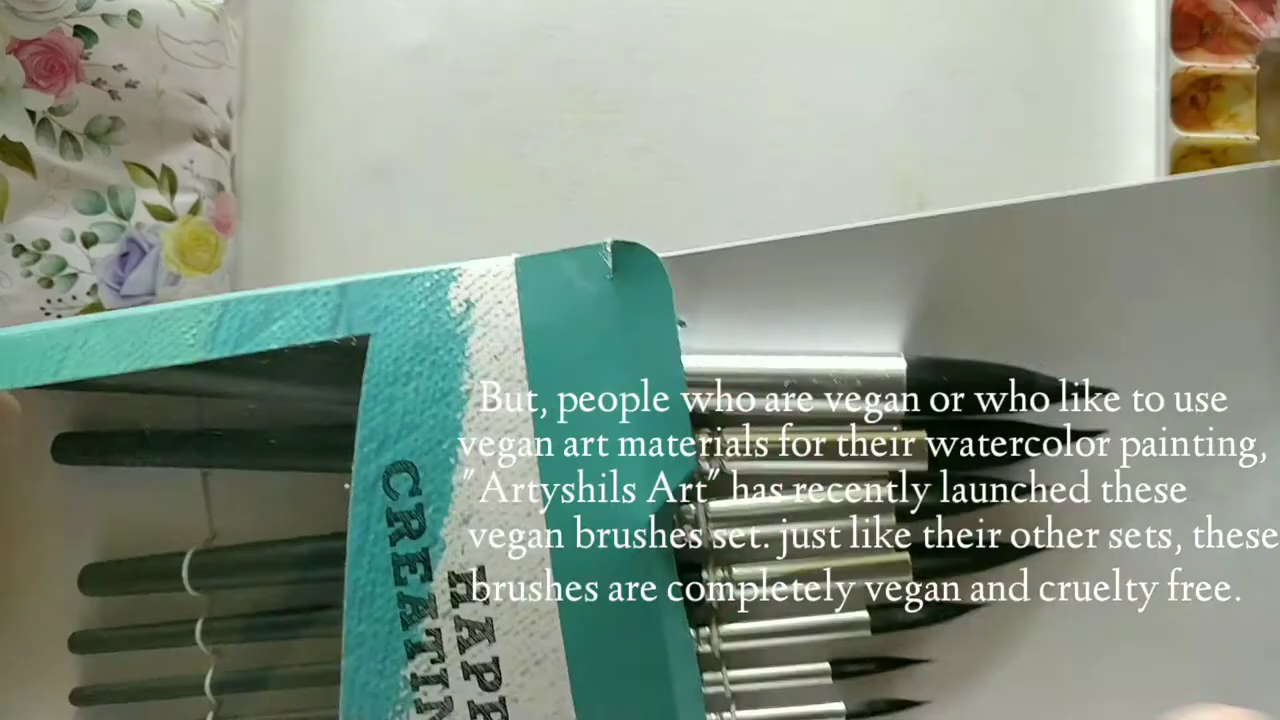 But, people who are vegan or who like to use
vegan art materials for their watercolor painting,
"Artyshils Art" has recently launched these
vegan brushes set. just like their other sets, these
brushes are completely vegan and cruelty free.